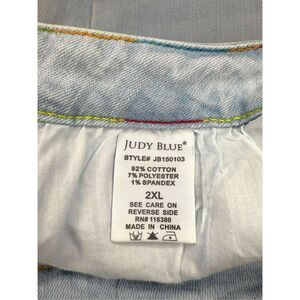 JUDY BLUE®
STYLE# JB150103
92% COTTON
7% POLYESTER
1% SPANDEX
2XL
SEE CARE ON
REVERSE SIDE
RN# 116380
MADE IN CHINA